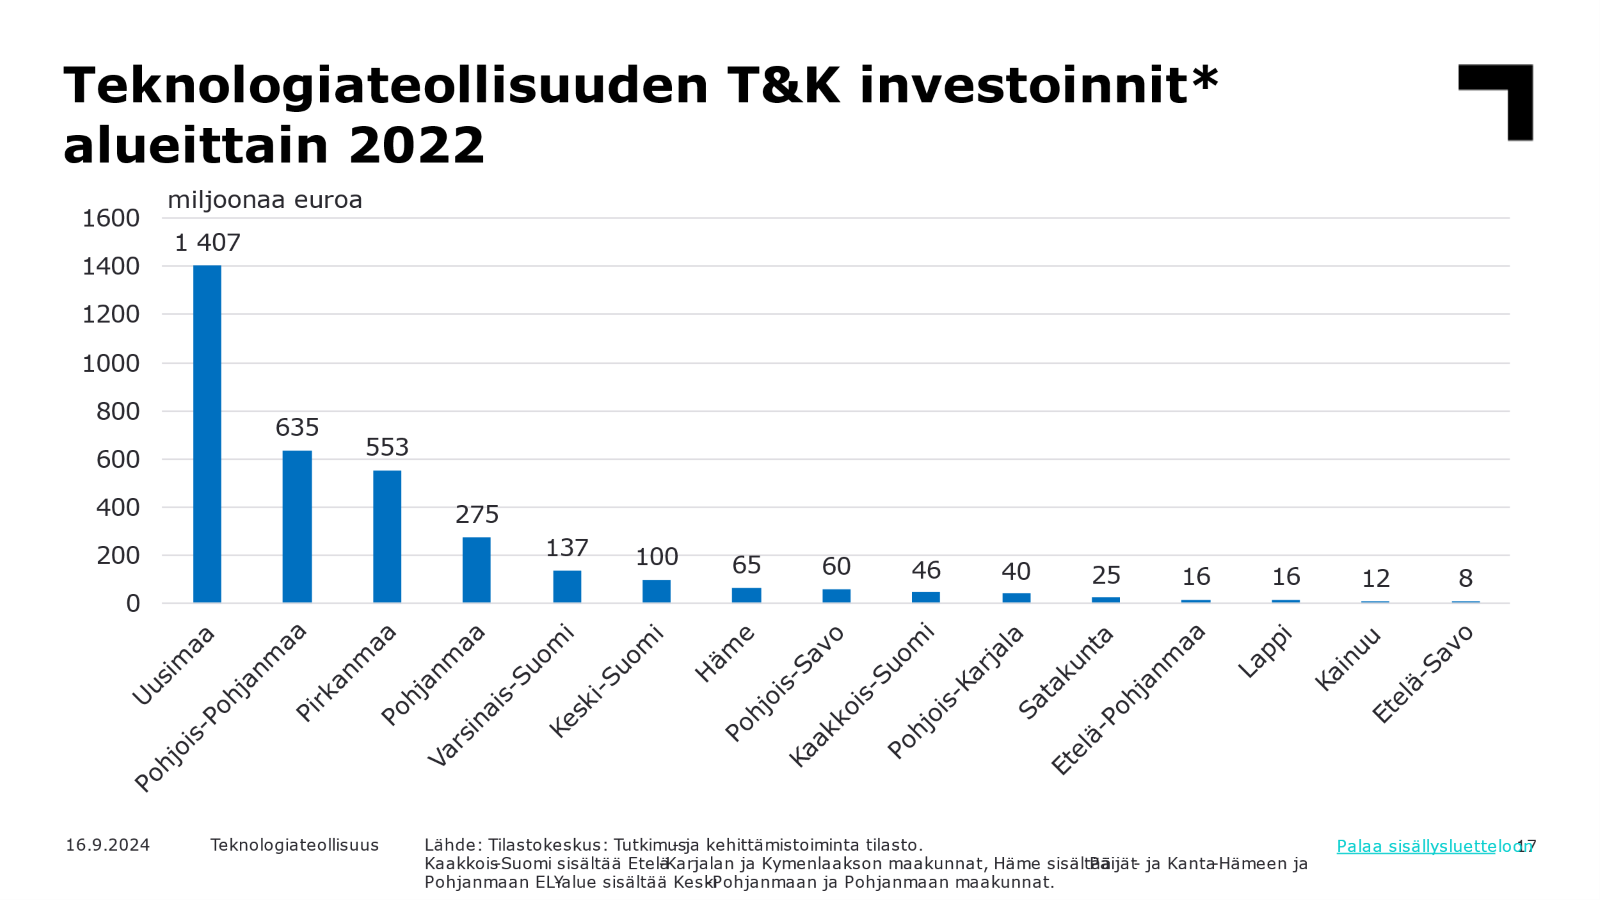 Teknologiateollisuuden T&K investoinnit*
alueittain 2022
miljoonaa euroa
1600
1400
1200
1000
800
600
400
200
0
1 407
635
553
275
137
100
65
60
46
40
25
16
16
12
8
Uusimaa
Pohjois-Pohjanmaa
Pirkanmaa
Pohjanmaa
Varsinais-Suomi
Keski-Suomi
Häme
Pohjois-Savo
Kaakkois-Suomi
Pohjois-Karjala
Satakunta
Etelä-Pohjanmaa
Lappi
Kainuu
Etelä-Savo
16.9.2024
Teknologiateollisuus
Lähde: Tilastokeskus: Tutkimus- ja kehittämistoiminta tilasto.
Kaakkois-Suomi sisältää Etelä-Karjalan ja Kymenlaakson maakunnat, Häme sisältää Päijät- ja Kanta-Hämeen ja
Pohjanmaan ELY-alue sisältää Keski-Pohjanmaan ja Pohjanmaan maakunnat.
Palaa sisällysluetteloon
17